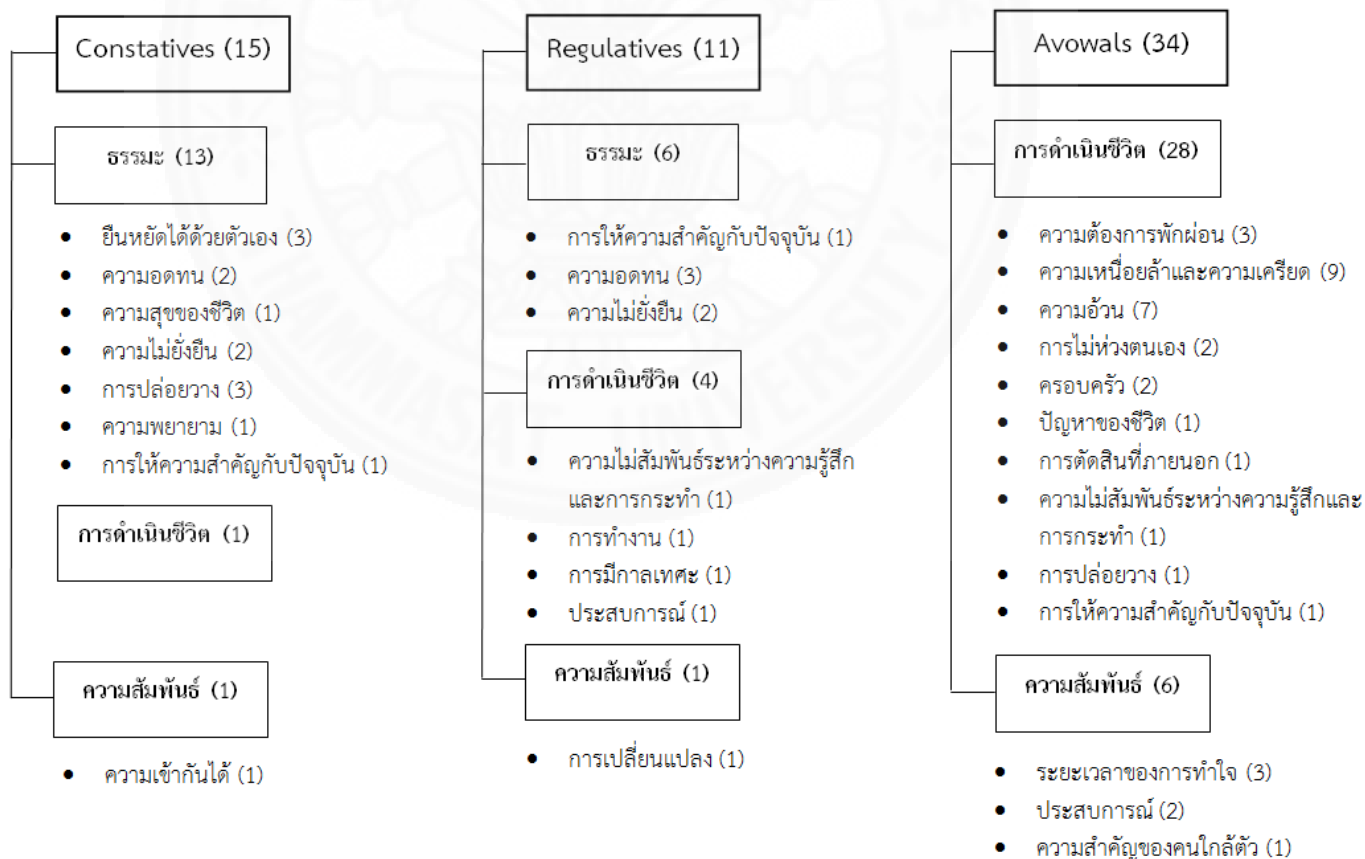 Constatives (15)
ธรรมะ (13)
• ยืนหยัดได้ด้วยตัวเอง (3)
• ความอดทน (2)
• ความสุขของชีวิต (1)
• ความไม่ยั่งยืน (2)
• การปล่อยวาง (3)
• ความพยายาม (1)
• การให้ความสำคัญกับปัจจุบัน (1)
การดำเนินชีวิต (1)
ความสัมพันธ์ (1)
• ความเข้ากันได้ (1)
Regulatives (11)
ธรรมะ (6)
• การให้ความสำคัญกับปัจจุบัน (1)
• ความอดทน (3)
• ความไม่ยั่งยืน (2)
การดำเนินชีวิต (4)
• ความไม่สัมพันธ์ระหว่างความรู้สึก
และการกระทำ (1)
• การทำงาน (1)
• การมีกาลเทศะ (1)
• ประสบการณ์ (1)
ความสัมพันธ์ (1)
• การเปลี่ยนแปลง (1)
Avowals (34)
การดำเนินชีวิต (28)
• ความต้องการพักผ่อน (3)
• ความเหนื่อยล้าและความเครียด (9)
• ความอ้วน (7)
• การไม่ห่วงตนเอง (2)
• ครอบครัว (2)
• ปัญหาของชีวิต (1)
• การตัดสินที่ภายนอก (1)
• ความไม่สัมพันธ์ระหว่างความรู้สึกและ
การกระทำ (1)
• การปล่อยวาง (1)
• การให้ความสำคัญกับปัจจุบัน (1)
ความสัมพันธ์ (6)
• ระยะเวลาของการทำใจ (3)
• ประสบการณ์ (2)
• ความสำคัญของคนใกล้ตัว (1)